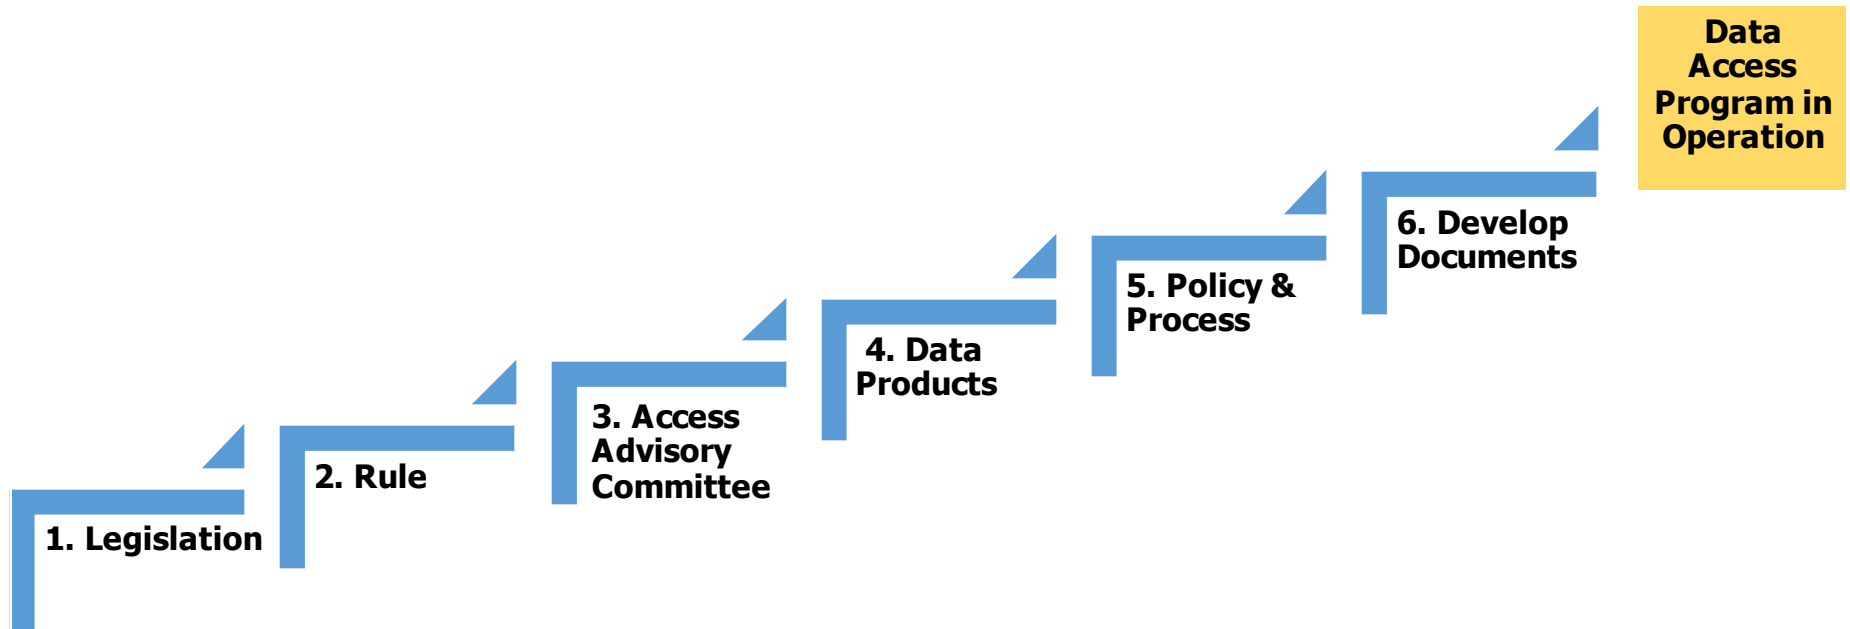 1. Legislation
2. Rule
3. Access
Advisory
Committee
4. Data
Products
5. Policy &
Process
6. Develop
Documents
Data
Access
Program in
Operation